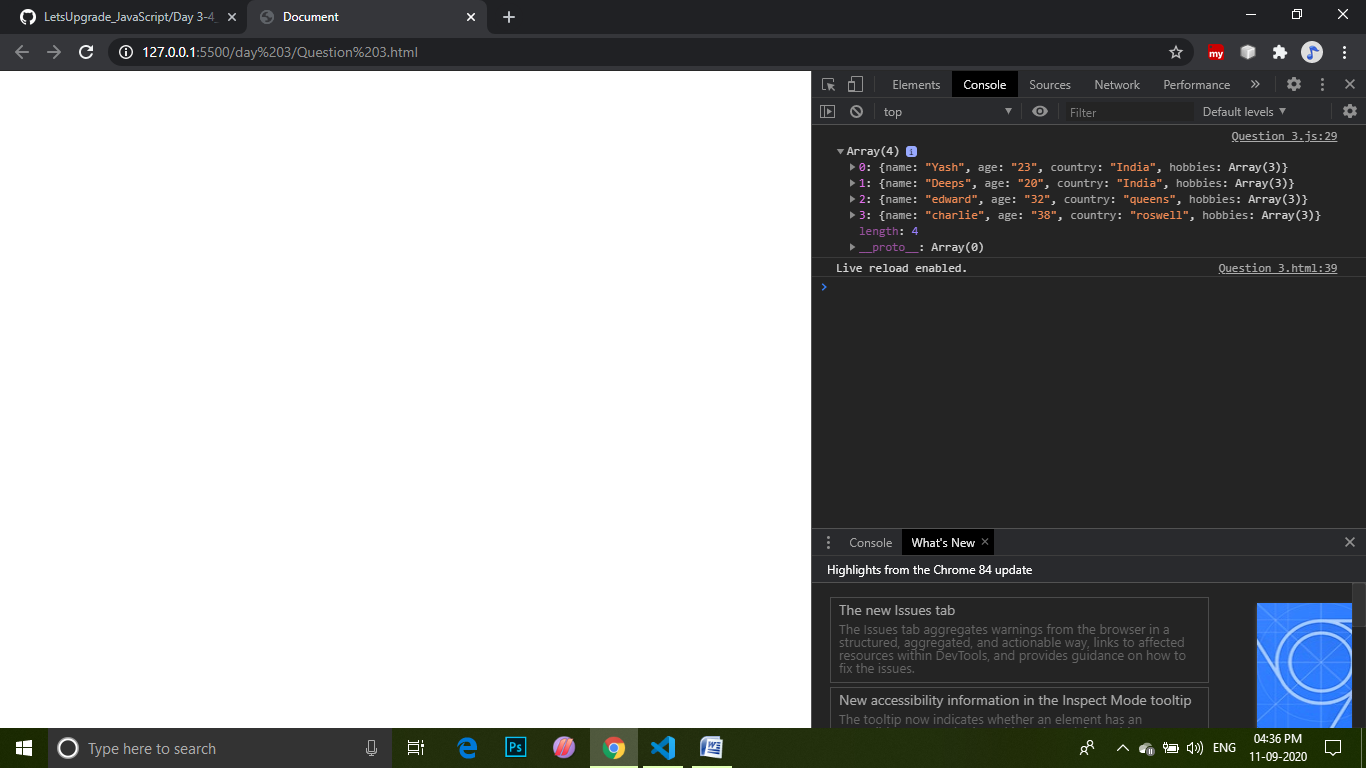 LetsUpgrade_JavaScript/Day 3-4_
Document
127.0.0.1:5500/day%203/Question%203.html
my
Elements Console Sources Network Performance »
top Filter Default levels
Question 3.js:29
Array(4) i
0: {name: "Yash", age: "23", country: "India", hobbies: Array(3)}
1: {name: "Deeps", age: "20", country: "India", hobbies: Array(3)}
2: {name: "edward", age: "32", country: "queens", hobbies: Array(3)}
3: {name: "charlie", age: "38", country: "roswell", hobbies: Array(3)}
length: 4
__proto__: Array(0)
Live reload enabled. Question 3.html:39
Console What's New
Highlights from the Chrome 84 update
The new Issues tab
The Issues tab aggregates warnings from the browser in a
structured, aggregated, and actionable way, links to affected
resources within DevTools, and provides guidance on how to
fix the issues.
New accessibility information in the Inspect Mode tooltip
The tooltip now indicates whether an element has an
Type here to search
Ps
ENG
04:36 PM
11-09-2020